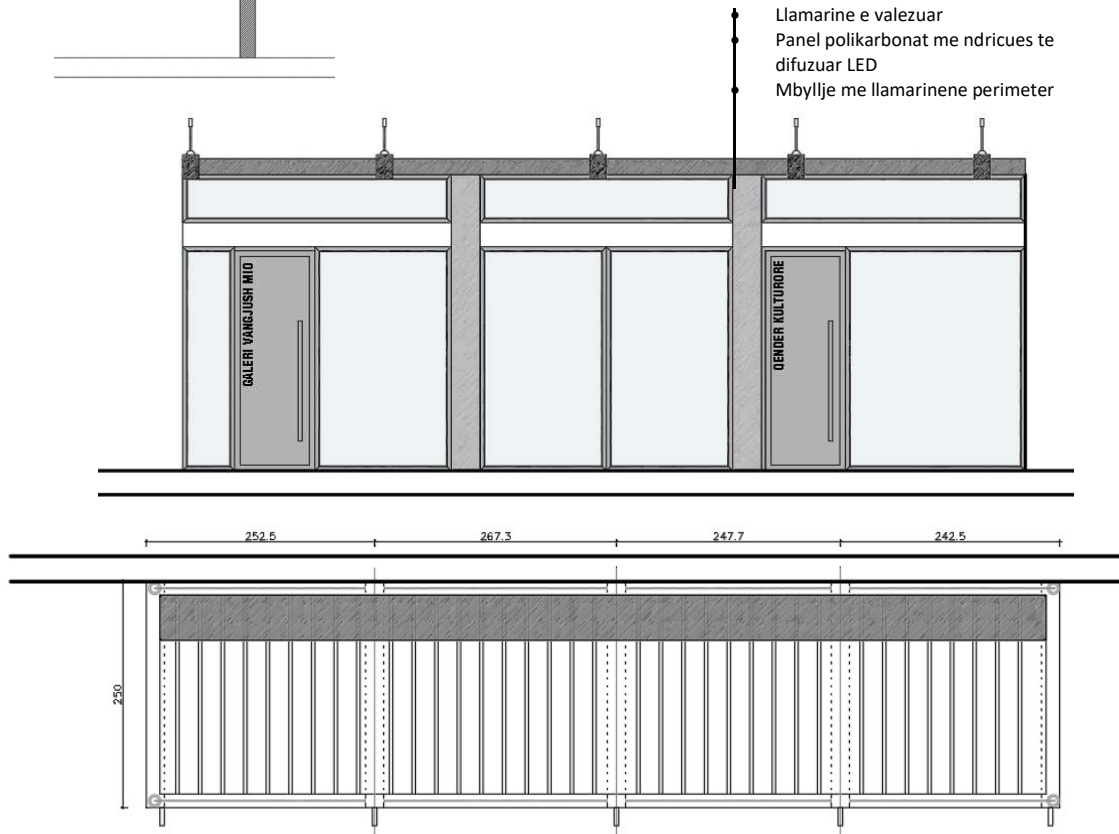 Llamarine e valezuar
Panel polikarbonat me ndricues te
difuzuar LED
Mbyllje me llamarinene perimeter
GALERI VANGJUSH MIO
QENDER KULTURORE
252.5
267.3
247.7
242.5
250